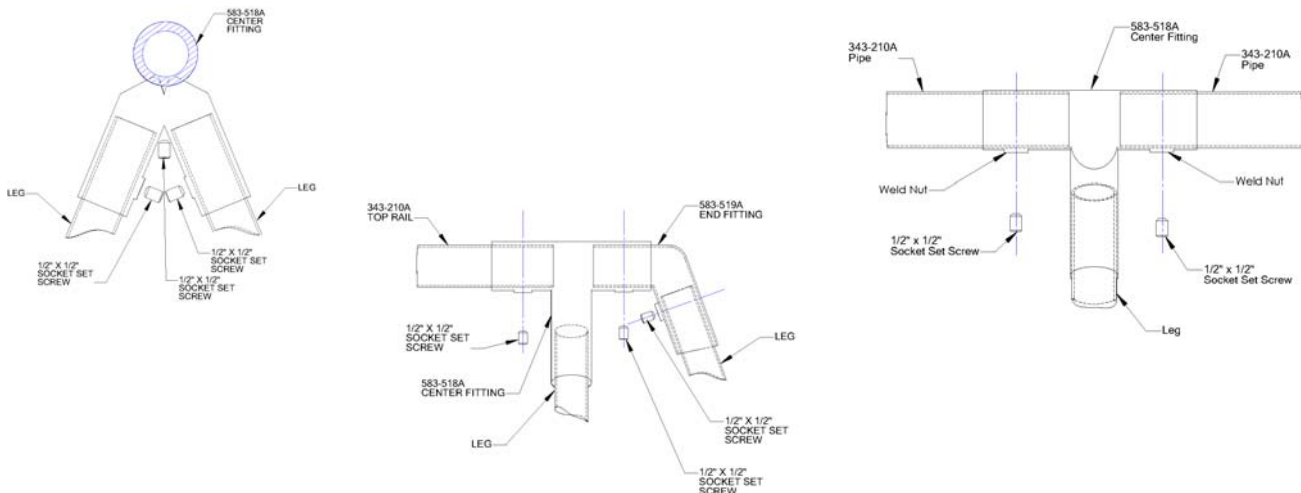 583-518A
CENTER
FITTING
LEG
LEG
1/2" X 1/2"
SOCKET SET
SCREW
1/2" X 1/2"
SOCKET SET
SCREW
1/2" X 1/2"
SOCKET SET
SCREW
343-210A
TOP RAIL
583-519A
END FITTING
1/2" X 1/2"
SOCKET SET
SCREW
LEG
583-518A
CENTER FITTING
LEG
1/2" X 1/2"
SOCKET SET
SCREW
1/2" X 1/2"
SOCKET SET
SCREW
583-518A
Center Fitting
343-210A
Pipe
343-210A
Pipe
Weld Nut
Weld Nut
1/2" x 1/2"
Socket Set Screw
1/2" x 1/2"
Socket Set Screw
Leg